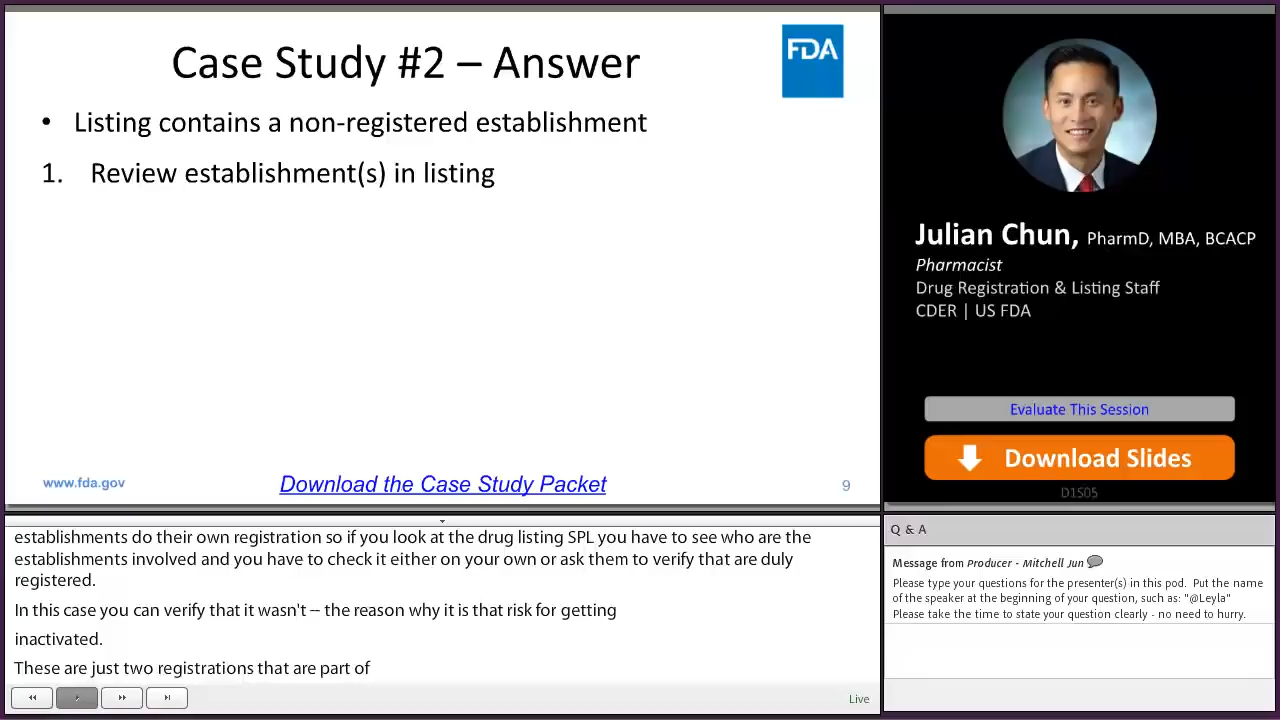 Case Study #2 – Answer
FDA
• Listing contains a non-registered establishment
1. Review establishment(s) in listing
www.fda.gov
Download the Case Study Packet
9
Julian Chun, PharmD, MBA, BCACP
Pharmacist
Drug Registration & Listing Staff
CDER | US FDA
Evaluate This Session
Download Slides
D1S05
establishments do their own registration so if you look at the drug listing SPL you have to see who are the
establishments involved and you have to check it either on your own or ask them to verify that are duly
registered.
In this case you can verify that it wasn't -- the reason why it is that risk for getting
inactivated.
These are just two registrations that are part of
Live
Q & A
Message from Producer - Mitchell Jun
Please type your questions for the presenter(s) in this pod. Put the name
of the speaker at the beginning of your question, such as: "@Leyla"
Please take the time to state your question clearly - no need to hurry.